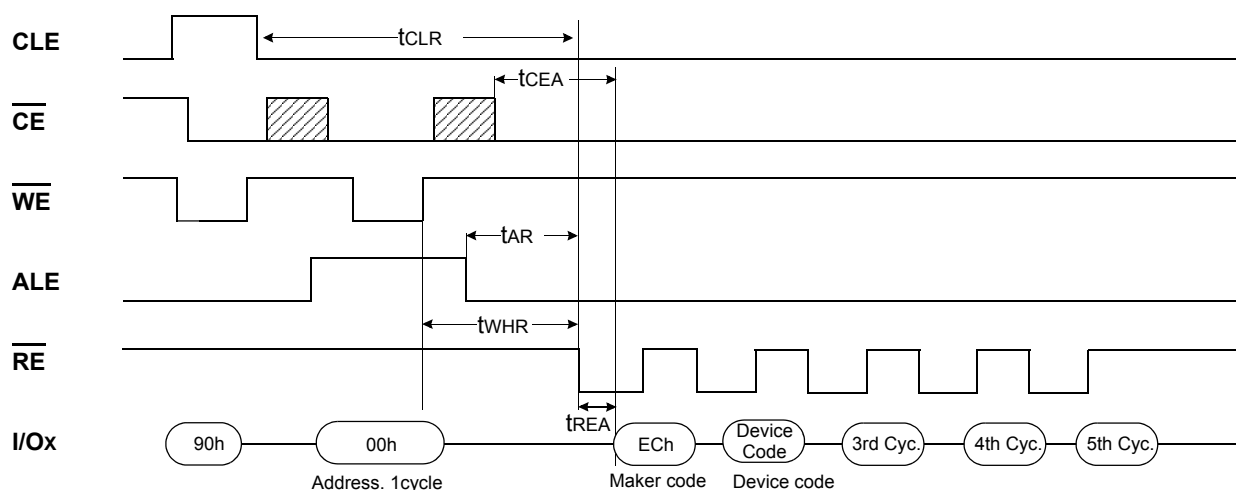 CLE
tCLR
tCEA
CE
WE
tAR
ALE
tWHR
RE
tREA
I/Ox
90h
00h
ECh
Device
Code
3rd Cyc.
4th Cyc.
5th Cyc.
Address. 1cycle
Maker code
Device code